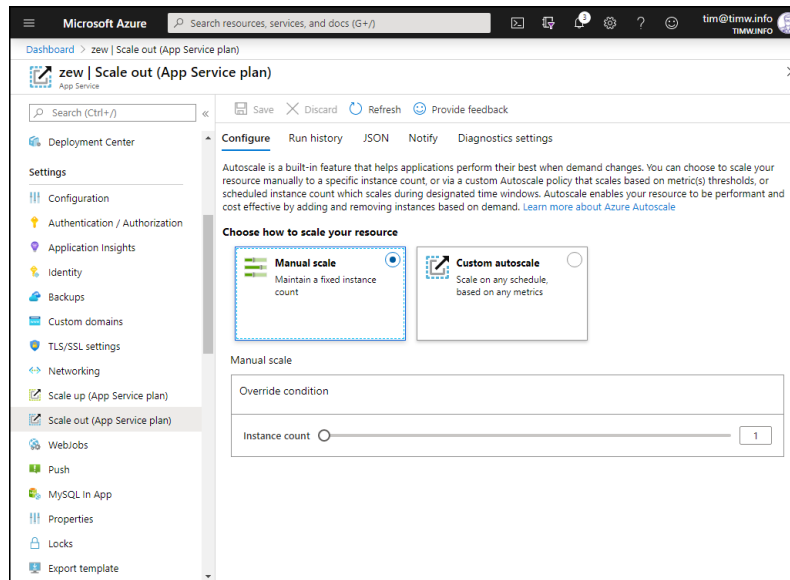 Microsoft Azure
Search resources, services, and docs (G+/)
3
tim@timw.info
TIMW.INFO
Dashboard > zew | Scale out (App Service plan)
zew | Scale out (App Service plan)
App Service
Search (Ctrl+/)
Save
Discard
Refresh
Provide feedback
Deployment Center
Settings
Configuration
Authentication / Authorization
Application Insights
Identity
Backups
Custom domains
TLS/SSL settings
Networking
Scale up (App Service plan)
Scale out (App Service plan)
WebJobs
Push
MySQL In App
Properties
Locks
Export template
Configure
Run history
JSON
Notify
Diagnostics settings
Autoscale is a built-in feature that helps applications perform their best when demand changes. You can choose to scale your
resource manually to a specific instance count, or via a custom Autoscale policy that scales based on metric(s) thresholds, or
scheduled instance count which scales during designated time windows. Autoscale enables your resource to be performant and
cost effective by adding and removing instances based on demand. Learn more about Azure Autoscale
Choose how to scale your resource
Manual scale
Maintain a fixed instance
count
Custom autoscale
Scale on any schedule,
based on any metrics
Manual scale
Override condition
Instance count
1